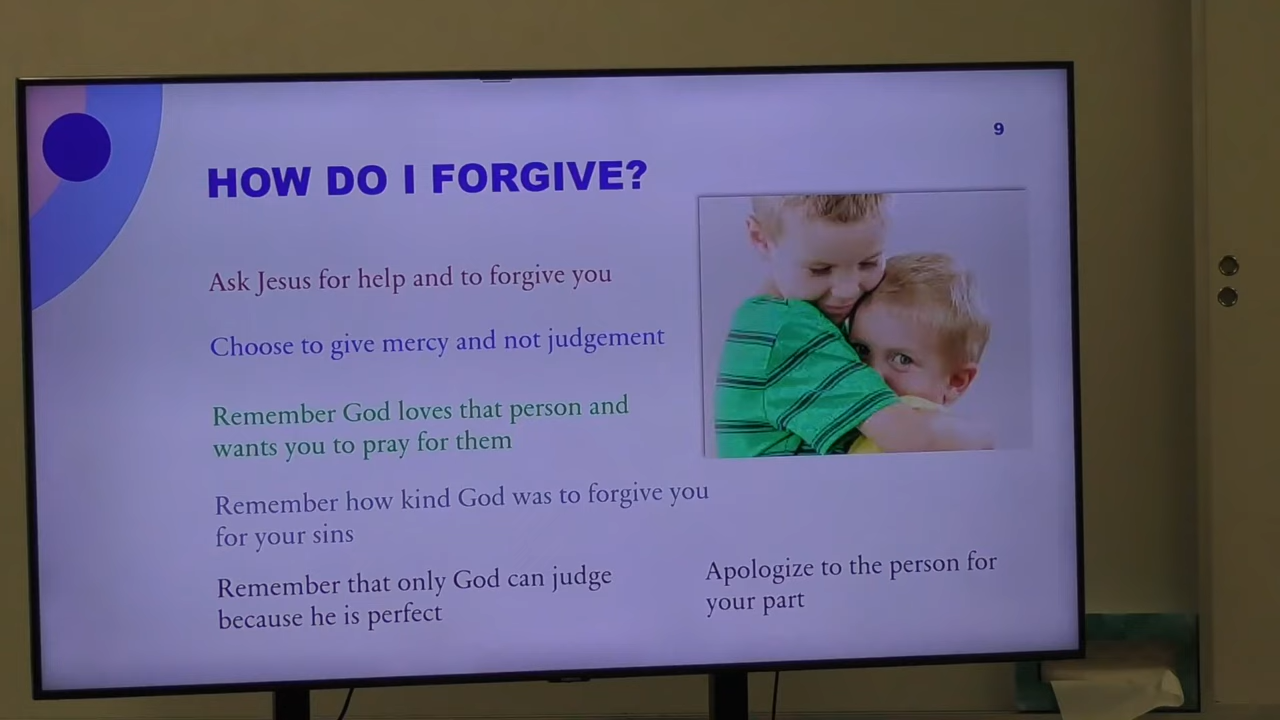 9
HOW DO I FORGIVE?
Ask Jesus for help and to forgive you
Choose to give mercy and not judgement
Remember God loves that person and
wants you to pray for them
Remember how kind God was to forgive you
for your sins
Remember that only God can judge
because he is perfect
Apologize to the person for
your part